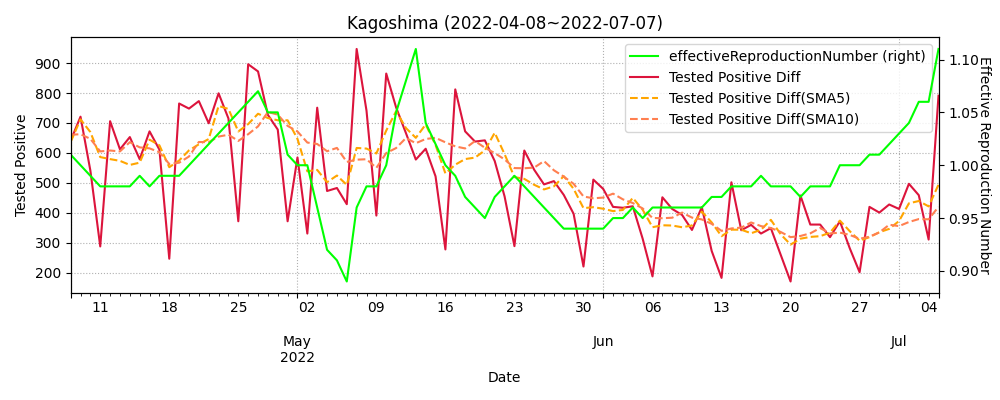 Kagoshima (2022-04-08~2022-07-07)
effectiveReproductionNumber (right)
Tested Positive Diff
Tested Positive Diff(SMA5)
Tested Positive Diff(SMA10)
Tested Positive
900
800
700
600
500
400
300
200
1.10
1.05
1.00
0.95
0.90
Effective Reproduction Number
11 18 25 02 09 16 23 30 06 13 20 27 04
May Jun Jul
2022
Date